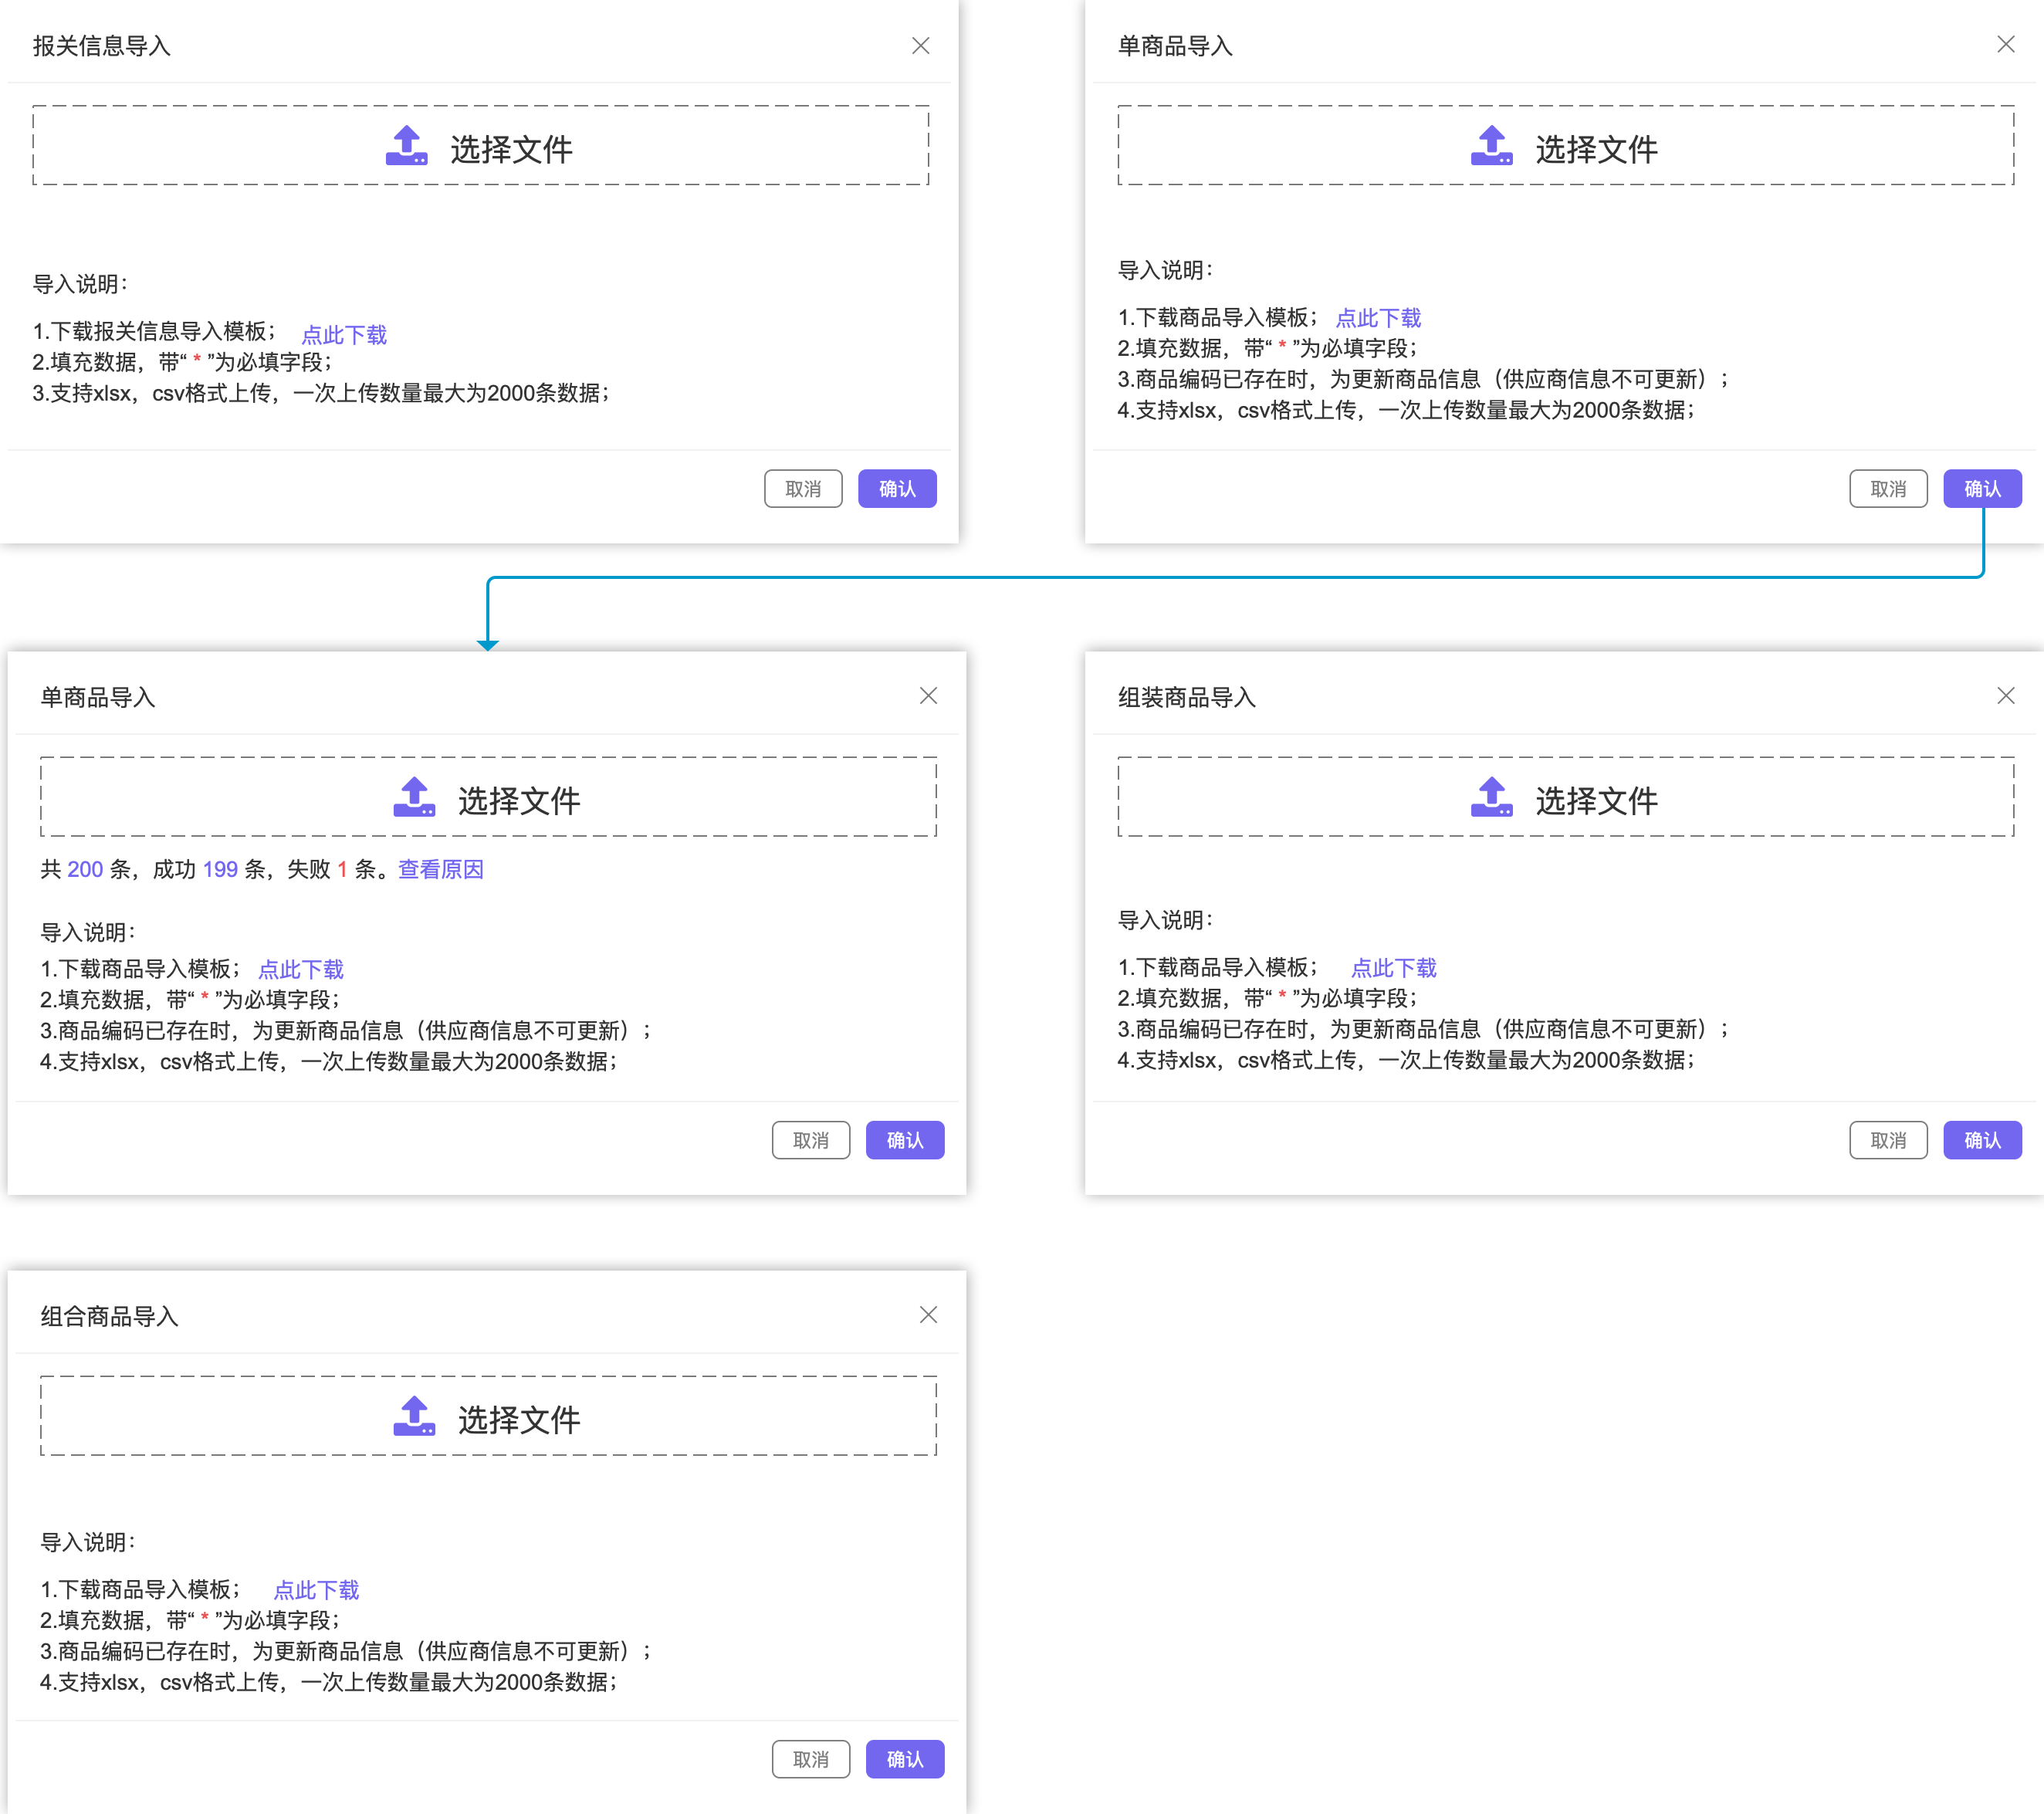 报关信息导入
选择文件
导入说明：
1.下载报关信息导入模板； 点此下载
2.填充数据，带“ * ”为必填字段；
3.支持xlsx，csv格式上传，一次上传数量最大为2000条数据；
取消 确认
单商品导入
选择文件
导入说明：
1.下载商品导入模板； 点此下载
2.填充数据，带“ * ”为必填字段；
3.商品编码已存在时，为更新商品信息（供应商信息不可更新）；
4.支持xlsx，csv格式上传，一次上传数量最大为2000条数据；
取消 确认
单商品导入
选择文件
共 200 条，成功 199 条，失败 1 条。查看原因
导入说明：
1.下载商品导入模板； 点此下载
2.填充数据，带“ * ”为必填字段；
3.商品编码已存在时，为更新商品信息（供应商信息不可更新）；
4.支持xlsx，csv格式上传，一次上传数量最大为2000条数据；
取消 确认
组装商品导入
选择文件
导入说明：
1.下载商品导入模板； 点此下载
2.填充数据，带“ * ”为必填字段；
3.商品编码已存在时，为更新商品信息（供应商信息不可更新）；
4.支持xlsx，csv格式上传，一次上传数量最大为2000条数据；
取消 确认
组合商品导入
选择文件
导入说明：
1.下载商品导入模板； 点此下载
2.填充数据，带“ * ”为必填字段；
3.商品编码已存在时，为更新商品信息（供应商信息不可更新）；
4.支持xlsx，csv格式上传，一次上传数量最大为2000条数据；
取消 确认